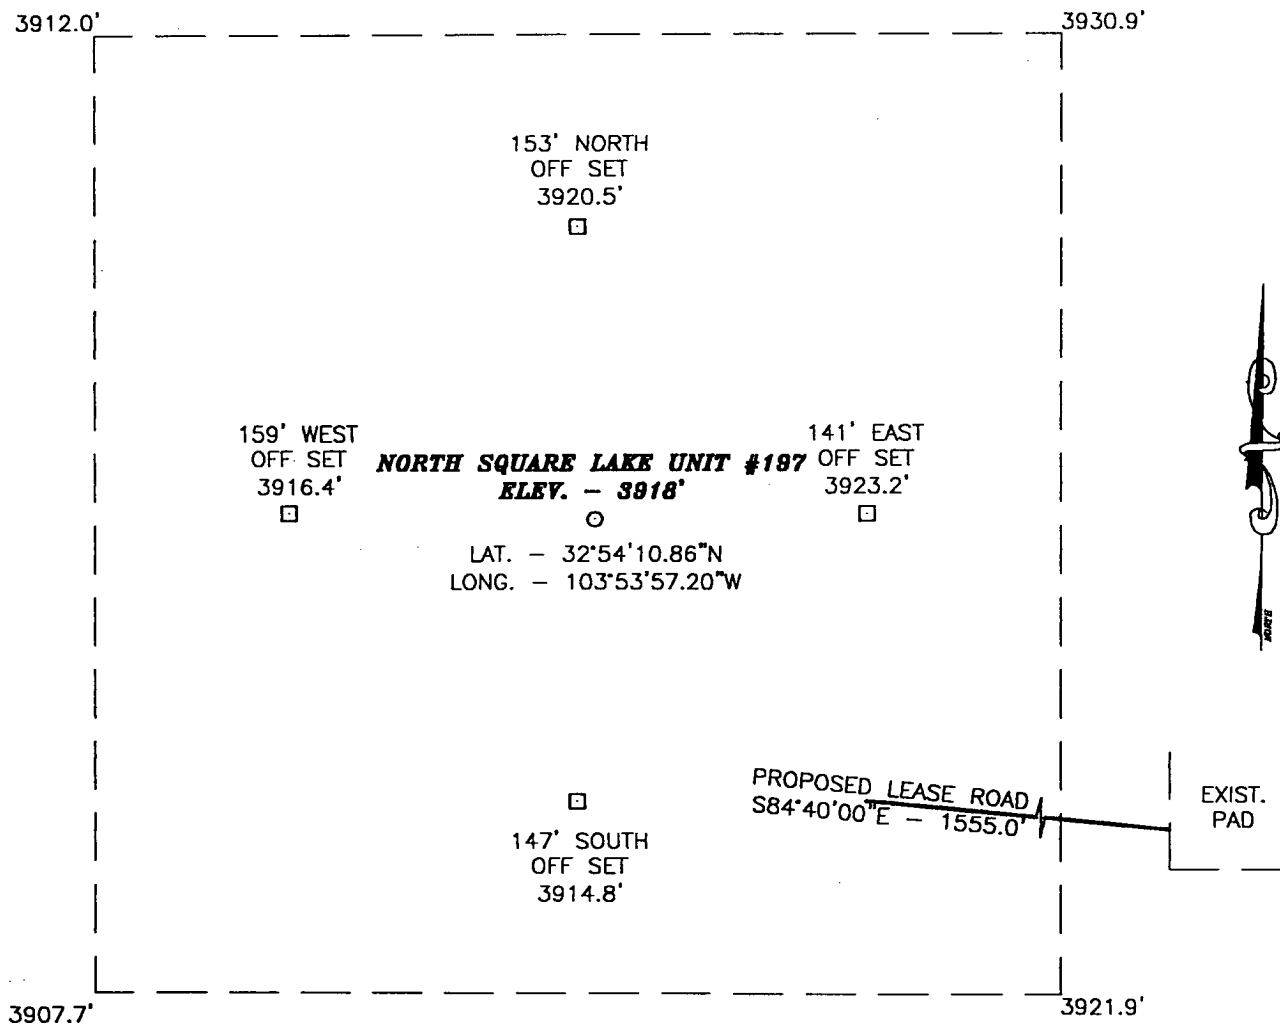 3912.0'
3930.9'
153' NORTH
OFF SET
3920.5'
159' WEST
OFF SET
3916.4'
NORTH SQUARE LAKE UNIT #197
ELEV. - 3918'
141' EAST
OFF SET
3923.2'
LAT. - 32°54'10.86"N
LONG. - 103°53'57.20"W
NORTH
PROPOSED LEASE ROAD
S84°40'00"E - 1555.0'
EXIST.
PAD
147' SOUTH
OFF SET
3914.8'
3907.7'
3921.9'